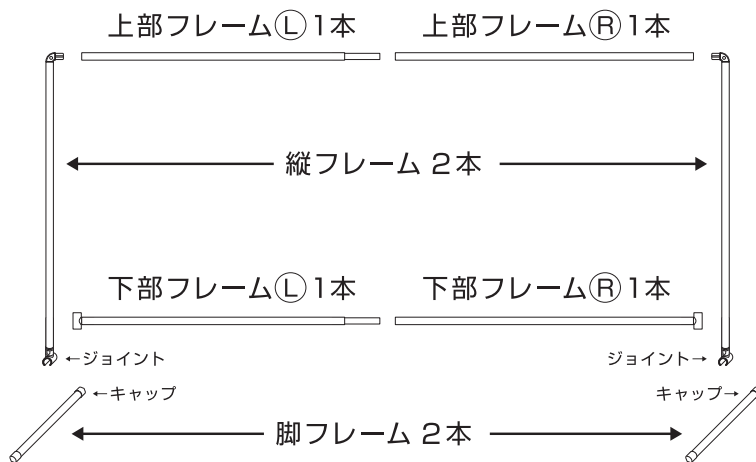 上部フレームⓁ1本
上部フレームⓇ1本
縦フレーム 2本
下部フレームⓁ1本
下部フレームⓇ1本
←ジョイント
ジョイント→
←キャップ
キャップ→
脚フレーム 2本